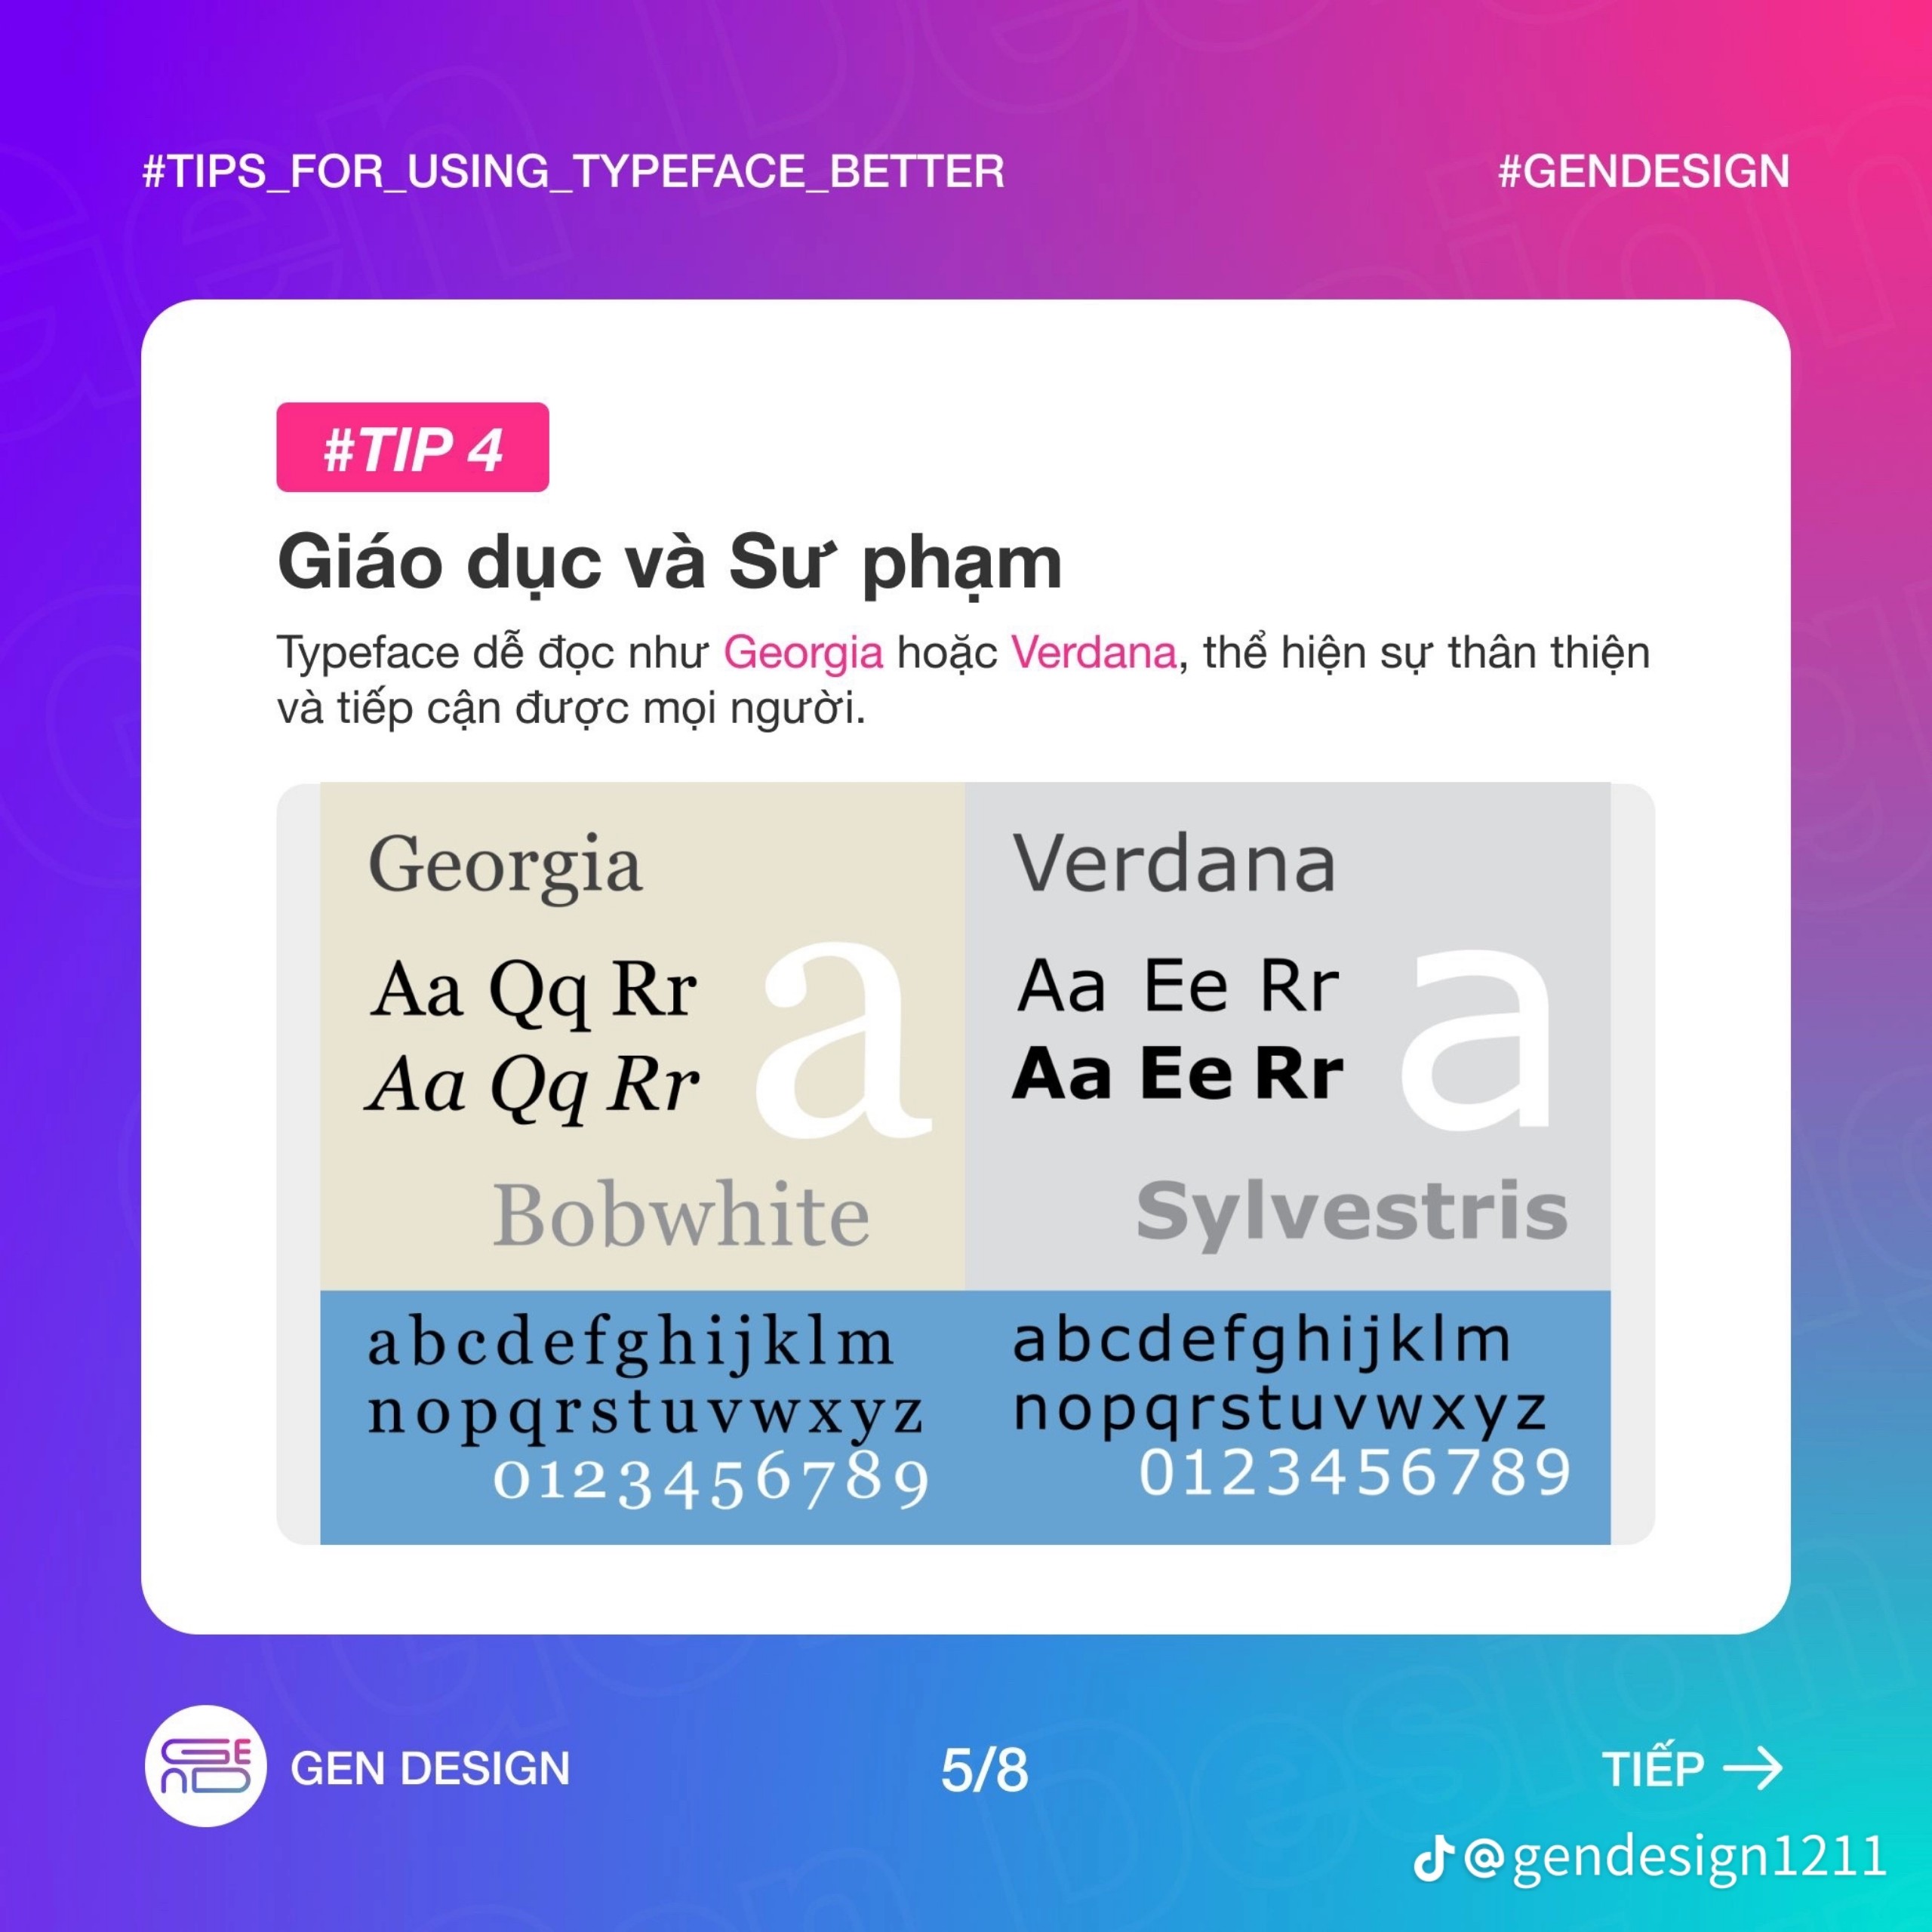 #TIPS_FOR_USING_TYPEFACE_BETTER
#GENDESIGN
#TIP 4
Giáo dục và Sư phạm
Typeface dễ đọc như Georgia hoặc Verdana, thể hiện sự thân thiện
và tiếp cận được mọi người.
Georgia
Aa Qq Rr
Aa Qq Rr
a
Bobwhite
abcdefghijklm
nopqrstuvwxyz
0123456789
Verdana
Aa Ee Rr
Aa Ee Rr
a
Sylvestris
abcdefghijklm
nopqrstuvwxyz
0123456789
GEN DESIGN
5/8
TIẾP →
@gendesign1211